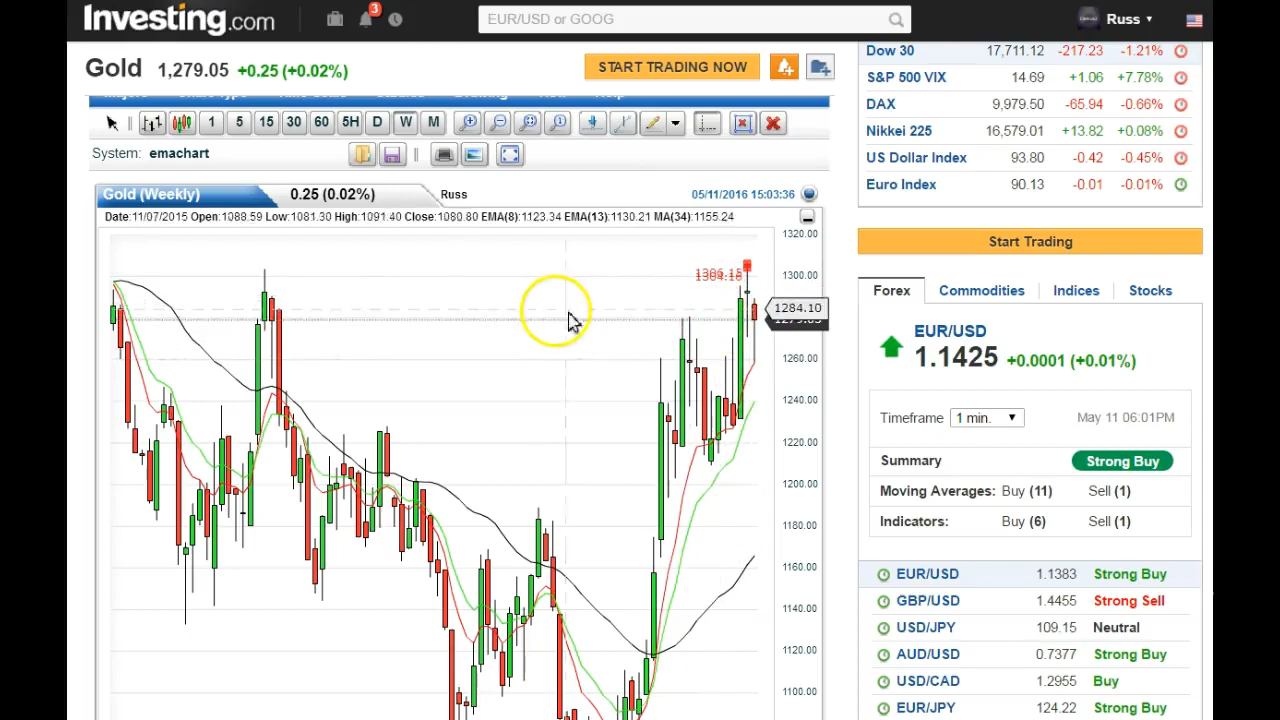 Investing.com
3
EUR/USD or GOOG
Russ
Gold 1,279.05 +0.25 (+0.02%)
START TRADING NOW
1 5 15 30 60 5H D W M
System: emachart
Gold (Weekly) 0.25 (0.02%) Russ 05/11/2016 15:03:36
Date:11/07/2015 Open:1088.59 Low:1081.30 High:1091.40 Close:1080.80 EMA(8):1123.34 EMA(13):1130.21 MA(34):1155.24
1320.00
1300.00
1284.10
1260.00
1240.00
1220.00
1200.00
1180.00
1160.00
1140.00
1120.00
1100.00
Dow 30 17,711.12 -217.23 -1.21%
S&P 500 VIX 14.69 +1.06 +7.78%
DAX 9,979.50 -65.94 -0.66%
Nikkei 225 16,579.01 +13.82 +0.08%
US Dollar Index 93.80 -0.42 -0.45%
Euro Index 90.13 -0.01 -0.01%
Start Trading
Forex Commodities Indices Stocks
EUR/USD
1.1425 +0.0001 (+0.01%)
Timeframe 1 min. May 11 06:01PM
Summary Strong Buy
Moving Averages: Buy (11) Sell (1)
Indicators: Buy (6) Sell (1)
EUR/USD 1.1383 Strong Buy
GBP/USD 1.4455 Strong Sell
USD/JPY 109.15 Neutral
AUD/USD 0.7377 Strong Buy
USD/CAD 1.2955 Buy
EUR/JPY 124.22 Strong Buy